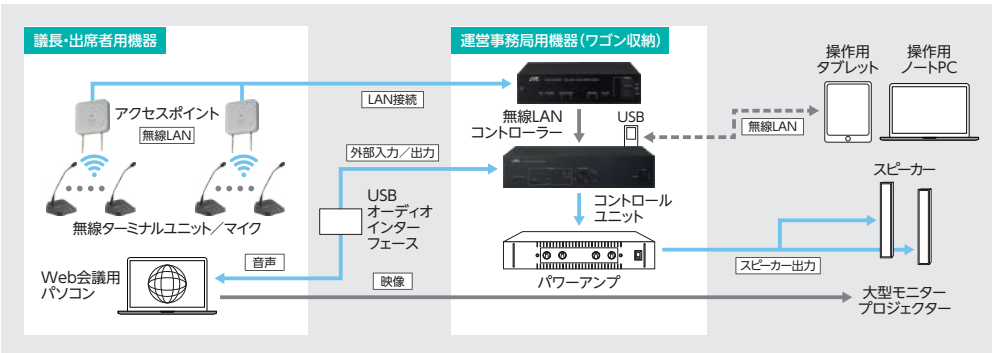 議長・出席者用機器
運営事務局用機器（ワゴン収納）
アクセスポイント
無線LAN
無線ターミナルユニット／マイク
Web会議用
パソコン
LAN接続
外部入力／出力
USB
オーディオ
インター
フェース
音声
映像
JVC
無線LAN
コントローラー
USB
JVC
コントロール
ユニット
パワーアンプ
無線LAN
操作用
タブレット
操作用
ノートPC
スピーカー
スピーカー出力
大型モニター
プロジェクター